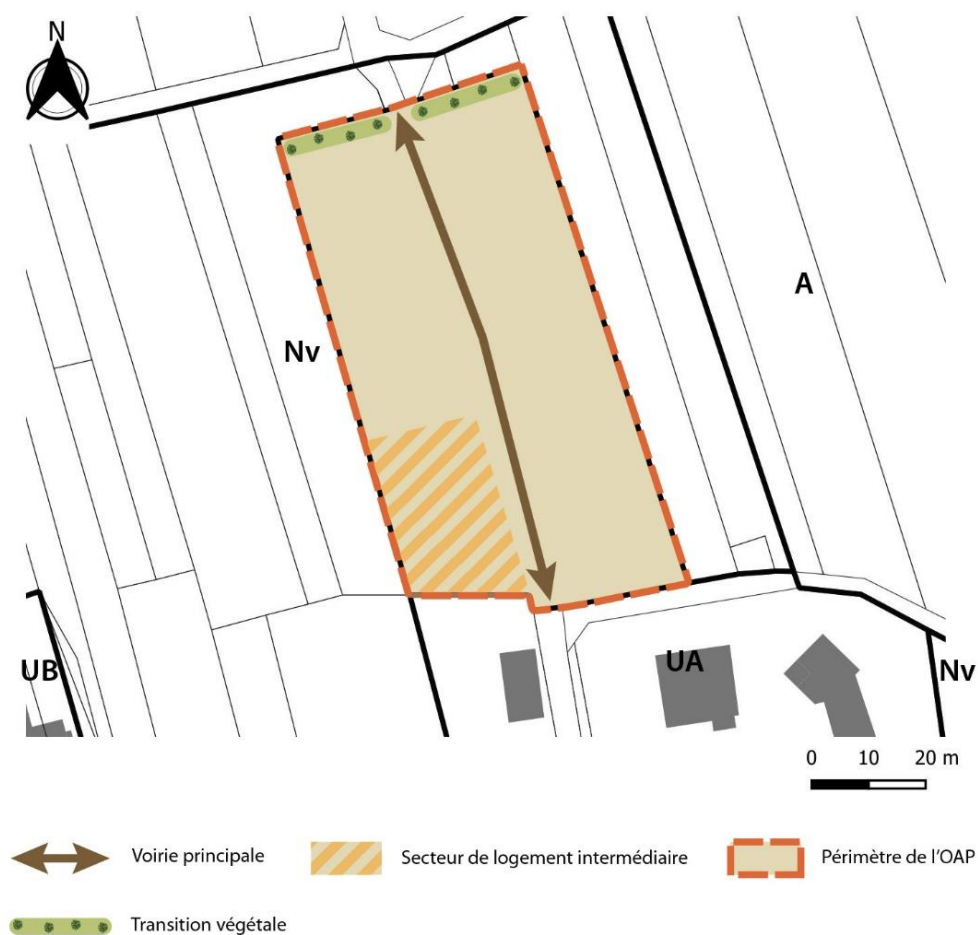 N
A
Nv
UB
UA
Nv
0 10 20 m
Voirie principale
Secteur de logement intermédiaire
Périmètre de l'OAP
Transition végétale